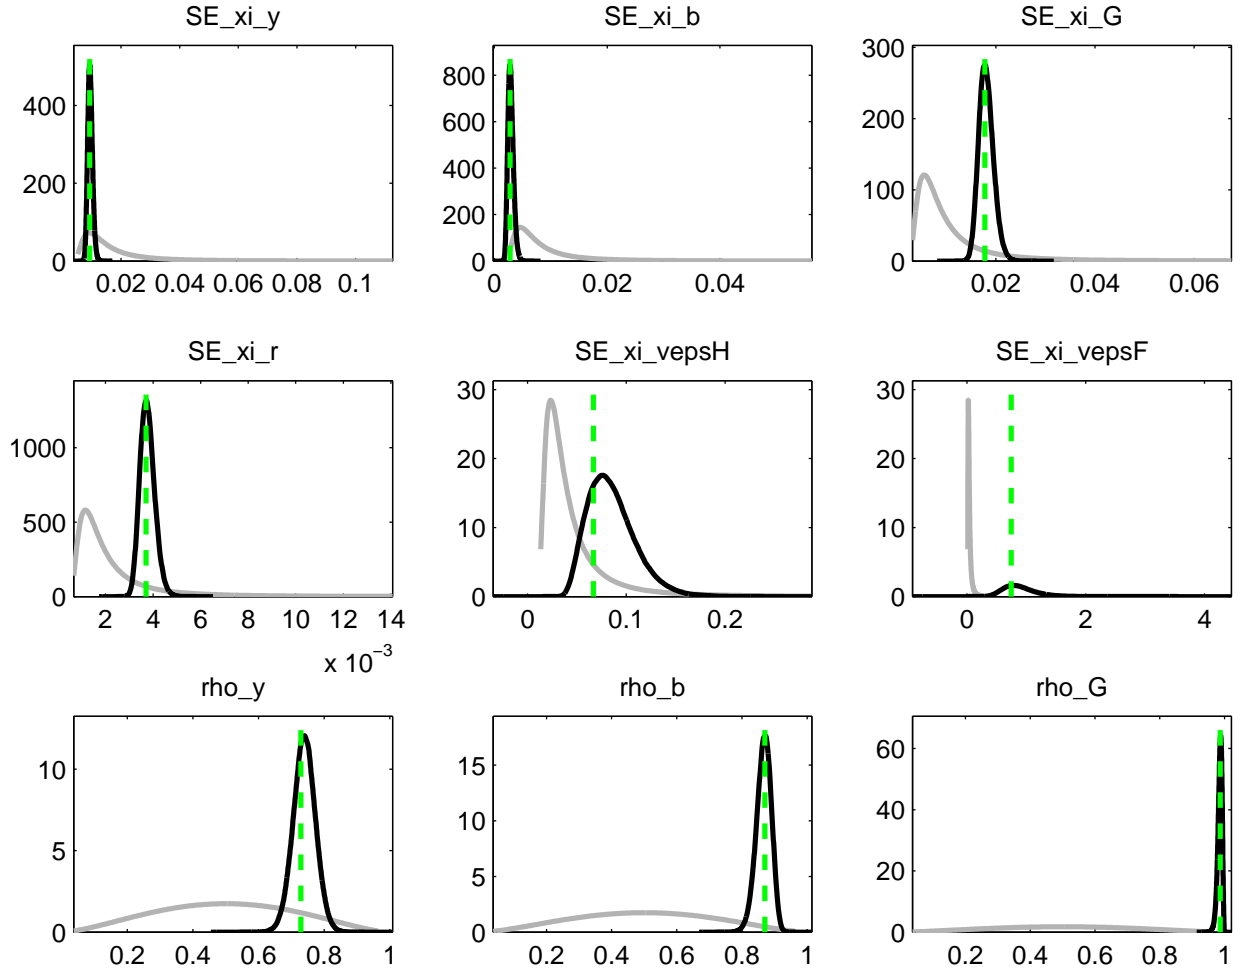 SE_xi_y
400
200
0
0.02 0.04 0.06 0.08 0.1
SE_xi_b
800
600
400
200
0
0 0.02 0.04
SE_xi_G
300
200
100
0
0.02 0.04 0.06
SE_xi_r
1000
500
0
2 4 6 8 10 12 14
x 10⁻³
SE_xi_vepsH
30
20
10
0
0 0.1 0.2
SE_xi_vepsF
30
20
10
0
0 2 4
rho_y
10
5
0
0.2 0.4 0.6 0.8 1
rho_b
15
10
5
0
0.2 0.4 0.6 0.8 1
rho_G
60
40
20
0
0.2 0.4 0.6 0.8 1